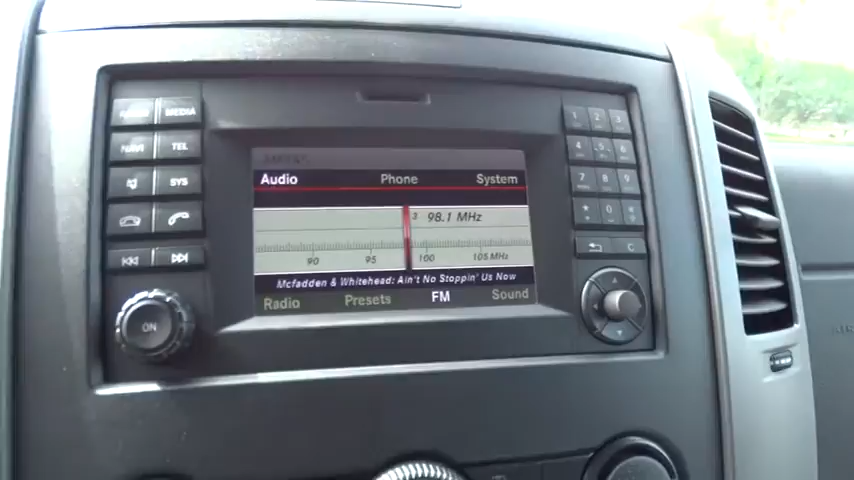 RADIO MEDIA
NAVI TEL
SYS
ON
Audio Phone System
3 98.1 MHz
90 95 100 105 MHz
Mcfadden & Whitehead: Ain't No Stoppin' Us Now
Radio Presets FM Sound
1 2 3
4 5 6
7 8 9
* 0 #
C